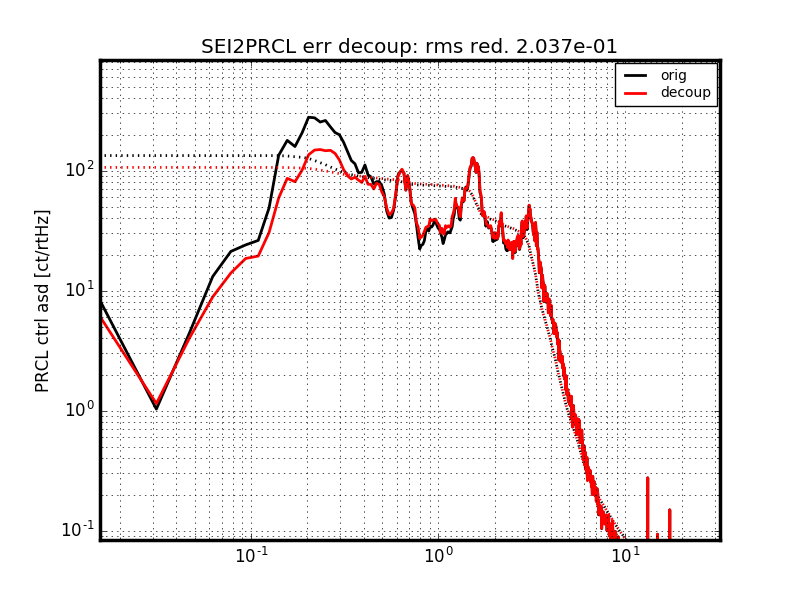 SEI2PRCL err decoup: rms red. 2.037e-01
orig
decoup
PRCL ctrl asd [ct/rtHz]
10^2
10^1
10^0
10^-1
10^-1 10^0 10^1